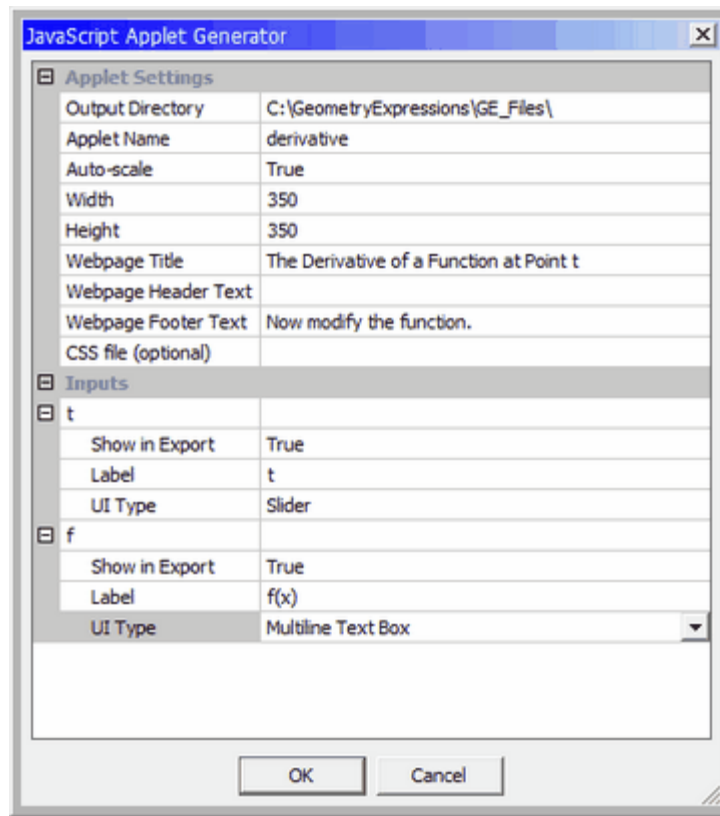 JavaScript Applet Generator
Applet Settings
Output Directory C:\GeometryExpressions\GE_Files\
Applet Name derivative
Auto-scale True
Width 350
Height 350
Webpage Title The Derivative of a Function at Point t
Webpage Header Text
Webpage Footer Text Now modify the function.
CSS file (optional)
Inputs
t
Show in Export True
Label t
UI Type Slider
f
Show in Export True
Label f(x)
UI Type Multiline Text Box
OK Cancel